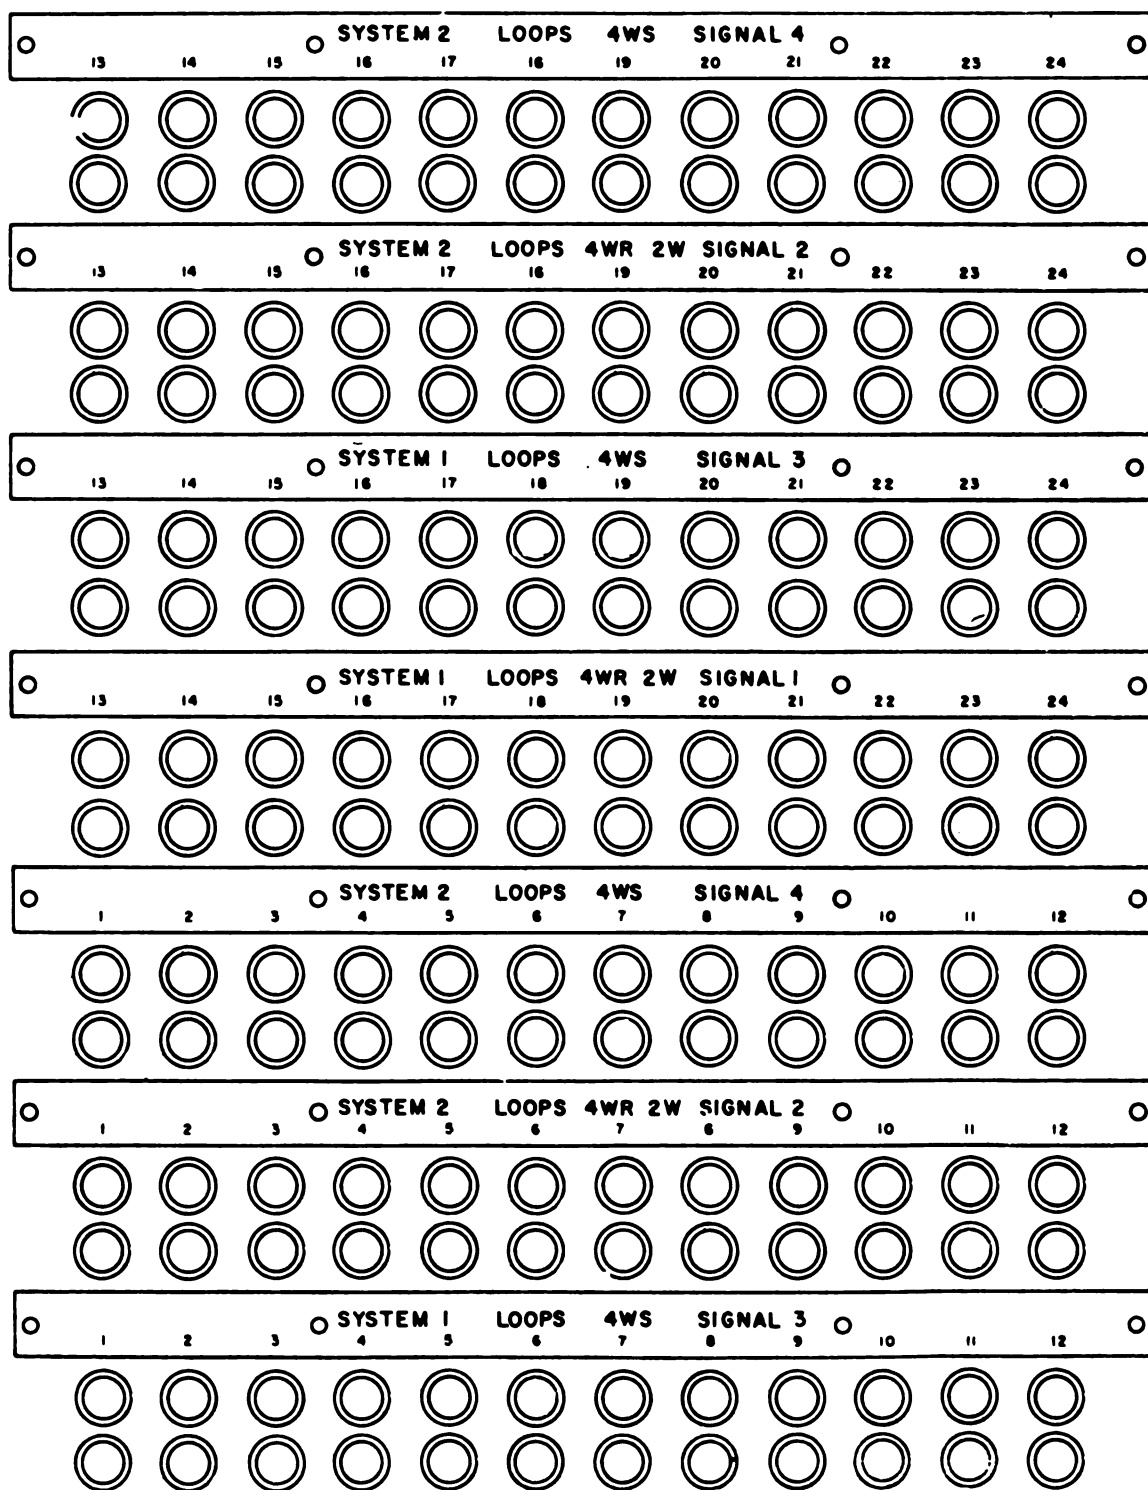 SYSTEM 2 LOOPS 4WS SIGNAL 4
13 14 15 16 17 16 19 20 21 22 23 24
SYSTEM 2 LOOPS 4WR 2W SIGNAL 2
13 14 15 16 17 16 19 20 21 22 23 24
SYSTEM 1 LOOPS 4WS SIGNAL 3
13 14 15 16 17 18 19 20 21 22 23 24
SYSTEM 1 LOOPS 4WR 2W SIGNAL 1
13 14 15 16 17 18 19 20 21 22 23 24
SYSTEM 2 LOOPS 4WS SIGNAL 4
1 2 3 4 5 6 7 8 9 10 11 12
SYSTEM 2 LOOPS 4WR 2W SIGNAL 2
1 2 3 4 5 6 7 6 9 10 11 12
SYSTEM 1 LOOPS 4WS SIGNAL 3
1 2 3 4 5 6 7 8 9 10 11 12